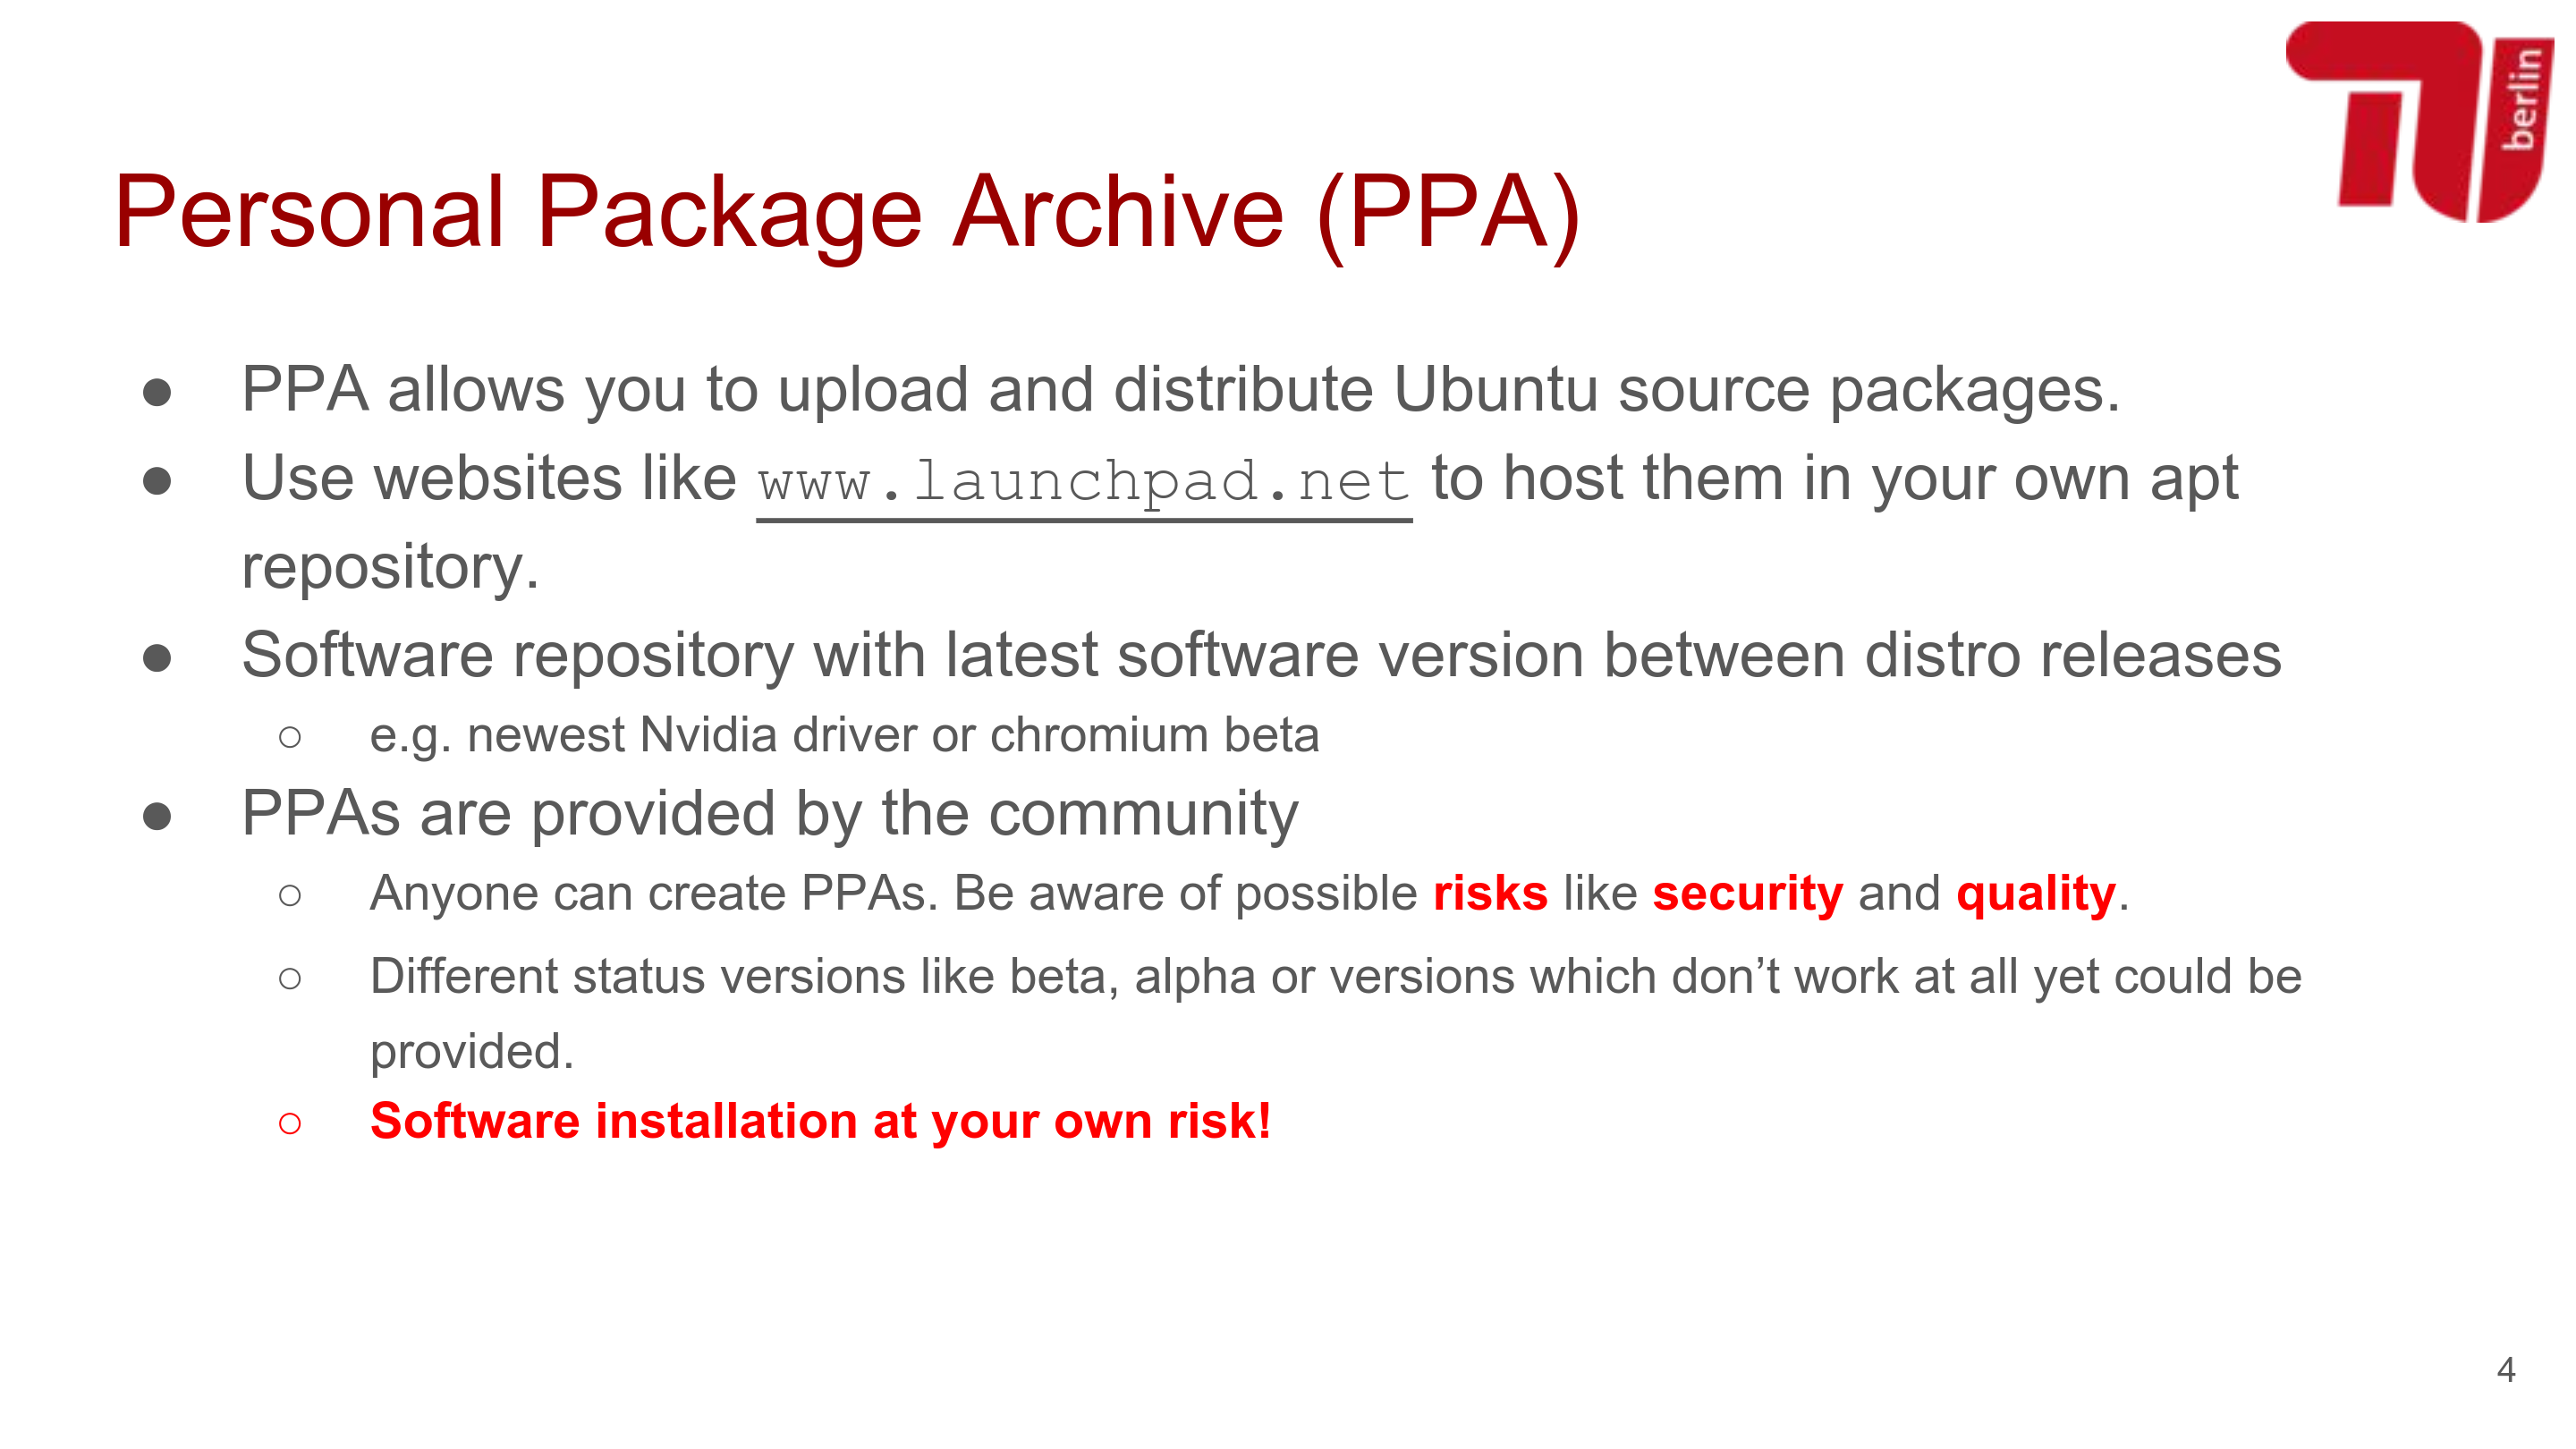 berlin
Personal Package Archive (PPA)
● PPA allows you to upload and distribute Ubuntu source packages.
● Use websites like www.launchpad.net to host them in your own apt
repository.
● Software repository with latest software version between distro releases
○ e.g. newest Nvidia driver or chromium beta
● PPAs are provided by the community
○ Anyone can create PPAs. Be aware of possible risks like security and quality.
○ Different status versions like beta, alpha or versions which don’t work at all yet could be
provided.
○ Software installation at your own risk!
4